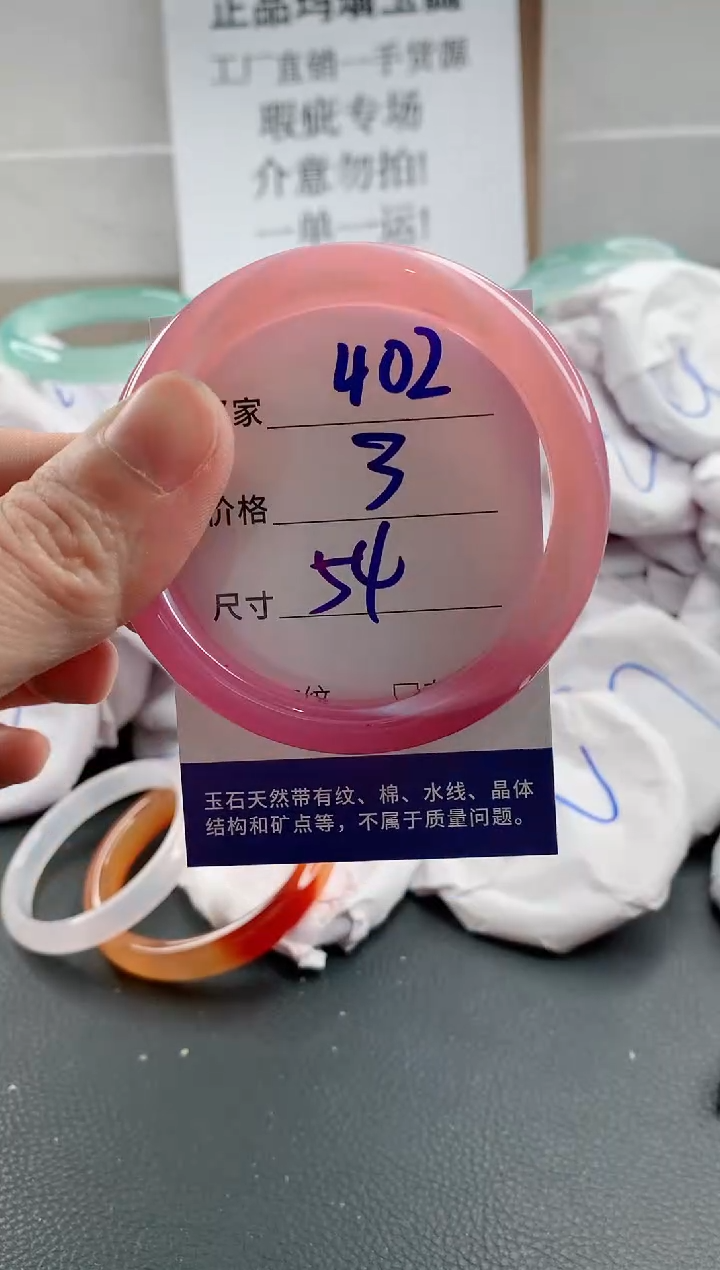 正品玛瑙玉镯
工厂直销一手货源
瑕疵专场
介意勿拍!
一单一运!
家 402
价格 3
尺寸 54
纹
玉石天然带有纹、棉、水线、晶体
结构和矿点等，不属于质量问题。